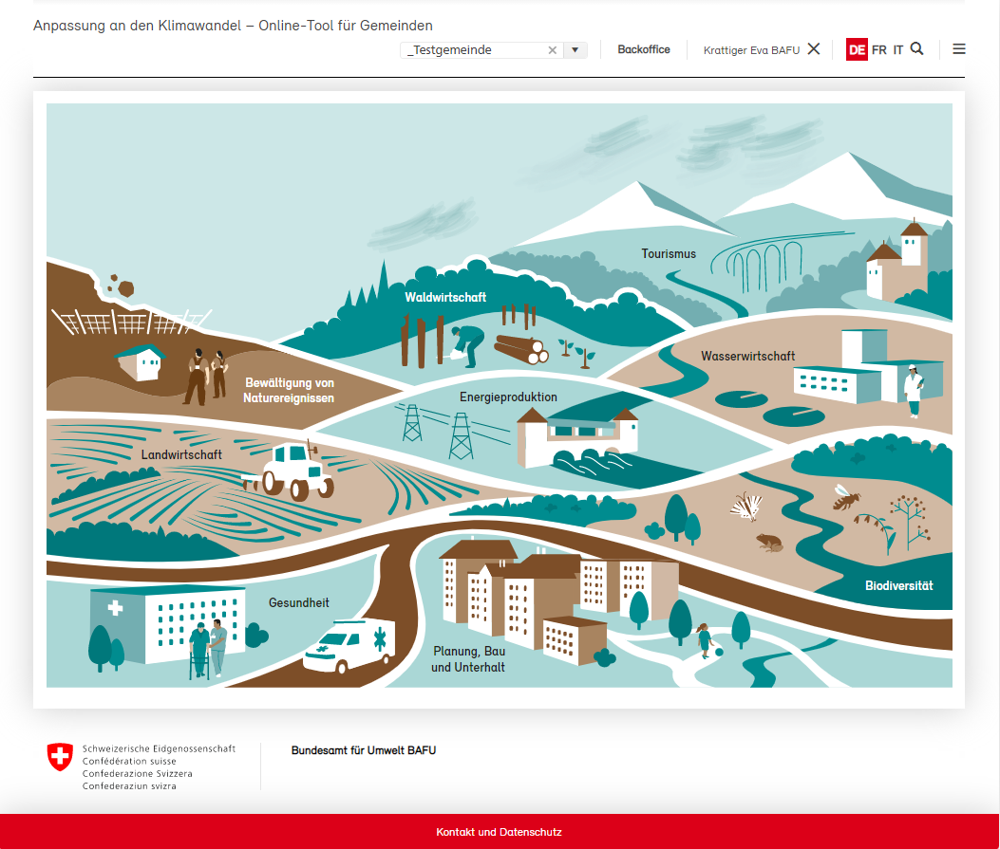 Anpassung an den Klimawandel – Online-Tool für Gemeinden
_Testgemeinde
Backoffice
Krattiger Eva BAFU
DE FR IT
Tourismus
Waldwirtschaft
Wasserwirtschaft
Bewältigung von
Naturereignissen
Energieproduktion
Landwirtschaft
Biodiversität
Gesundheit
Planung, Bau
und Unterhalt
Schweizerische Eidgenossenschaft
Confédération suisse
Confederazione Svizzera
Confederaziun svizra
Bundesamt für Umwelt BAFU
Kontakt und Datenschutz